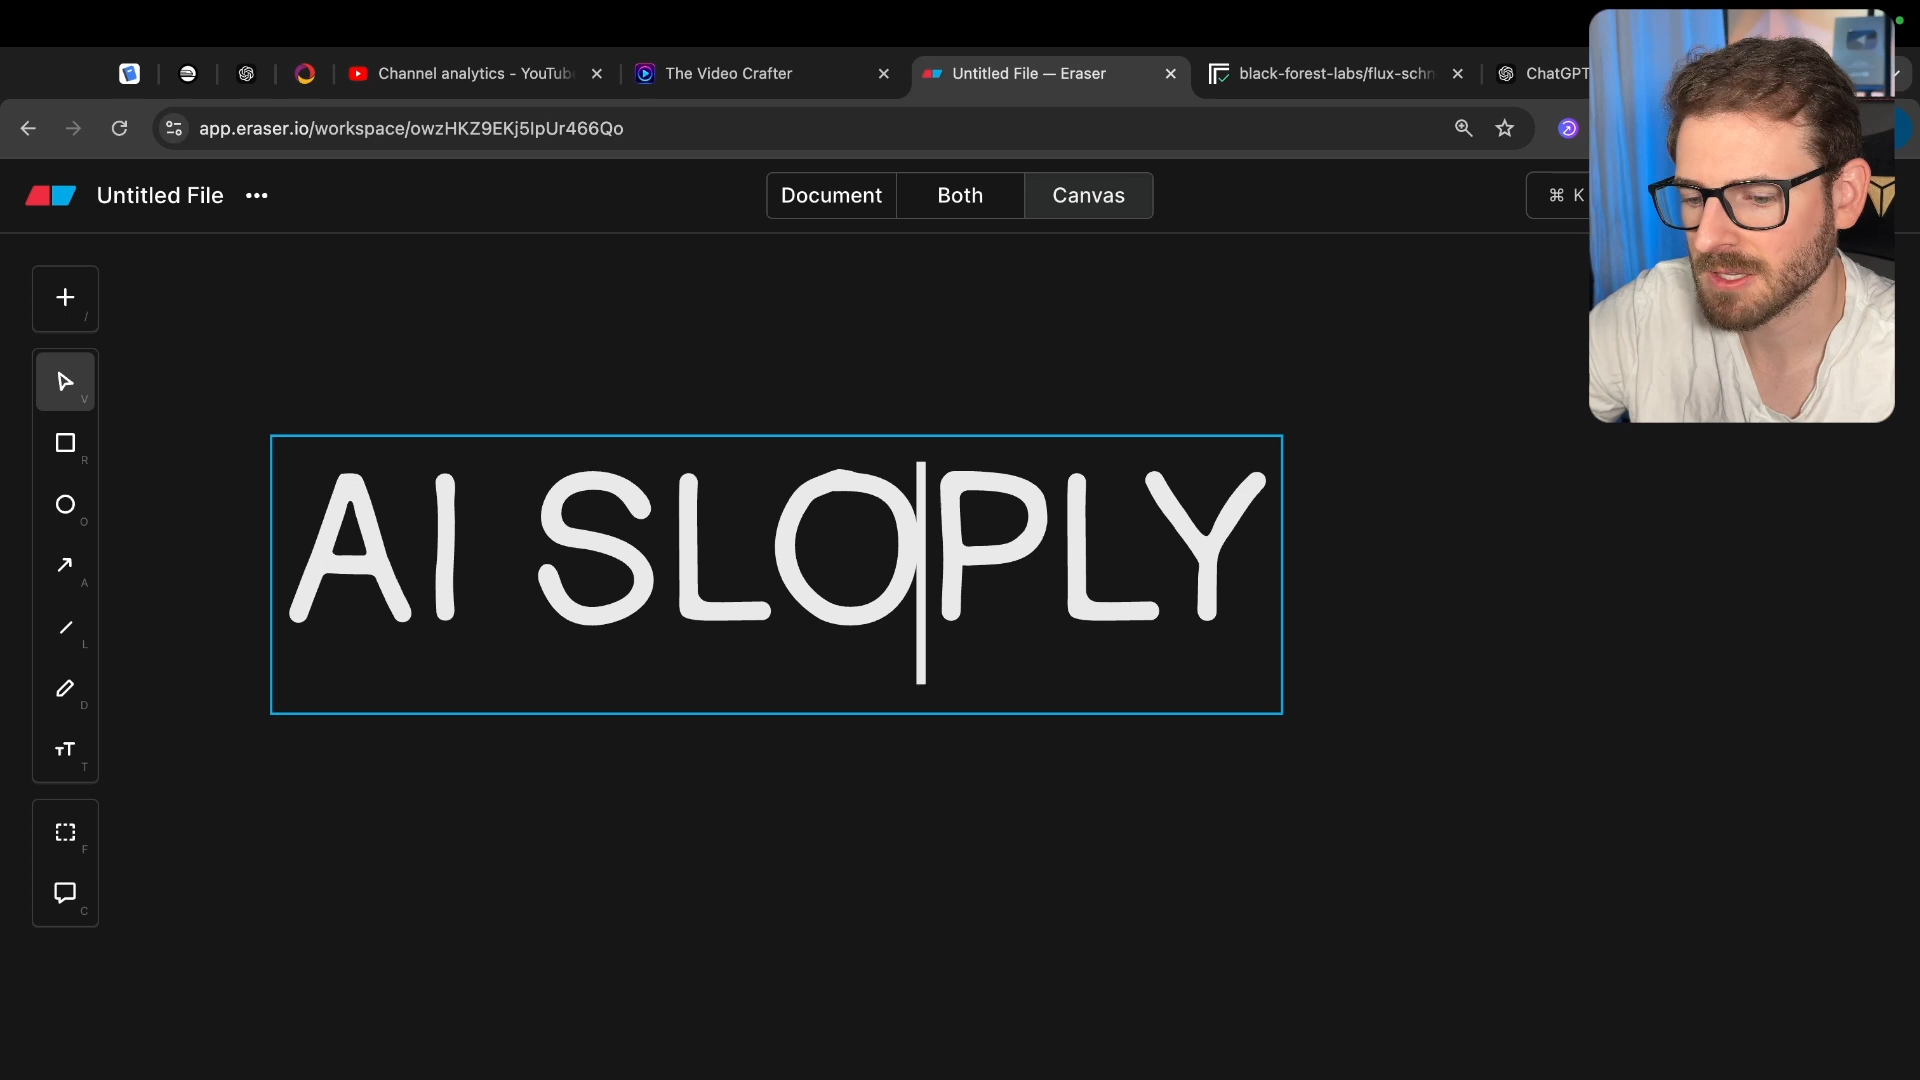 Channel analytics - YouTub
The Video Crafter
Untitled File — Eraser
black-forest-labs/flux-schn
ChatGPT
app.eraser.io/workspace/owzHKZ9EKj5IpUr466Qo
Untitled File
Document
Both
Canvas
⌘ K
/
V
R
O
A
L
D
TT
T
F
C
AI SLOPLY